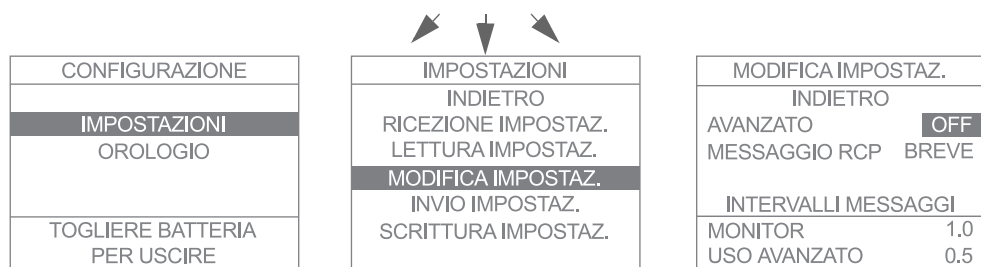 CONFIGURAZIONE
IMPOSTAZIONI
OROLOGIO
TOGLIERE BATTERIA
PER USCIRE
IMPOSTAZIONI
INDIETRO
RICEZIONE IMPOSTAZ.
LETTURA IMPOSTAZ.
MODIFICA IMPOSTAZ.
INVIO IMPOSTAZ.
SCRITTURA IMPOSTAZ.
MODIFICA IMPOSTAZ.
INDIETRO
AVANZATO OFF
MESSAGGIO RCP BREVE
INTERVALLI MESSAGGI
MONITOR 1.0
USO AVANZATO 0.5